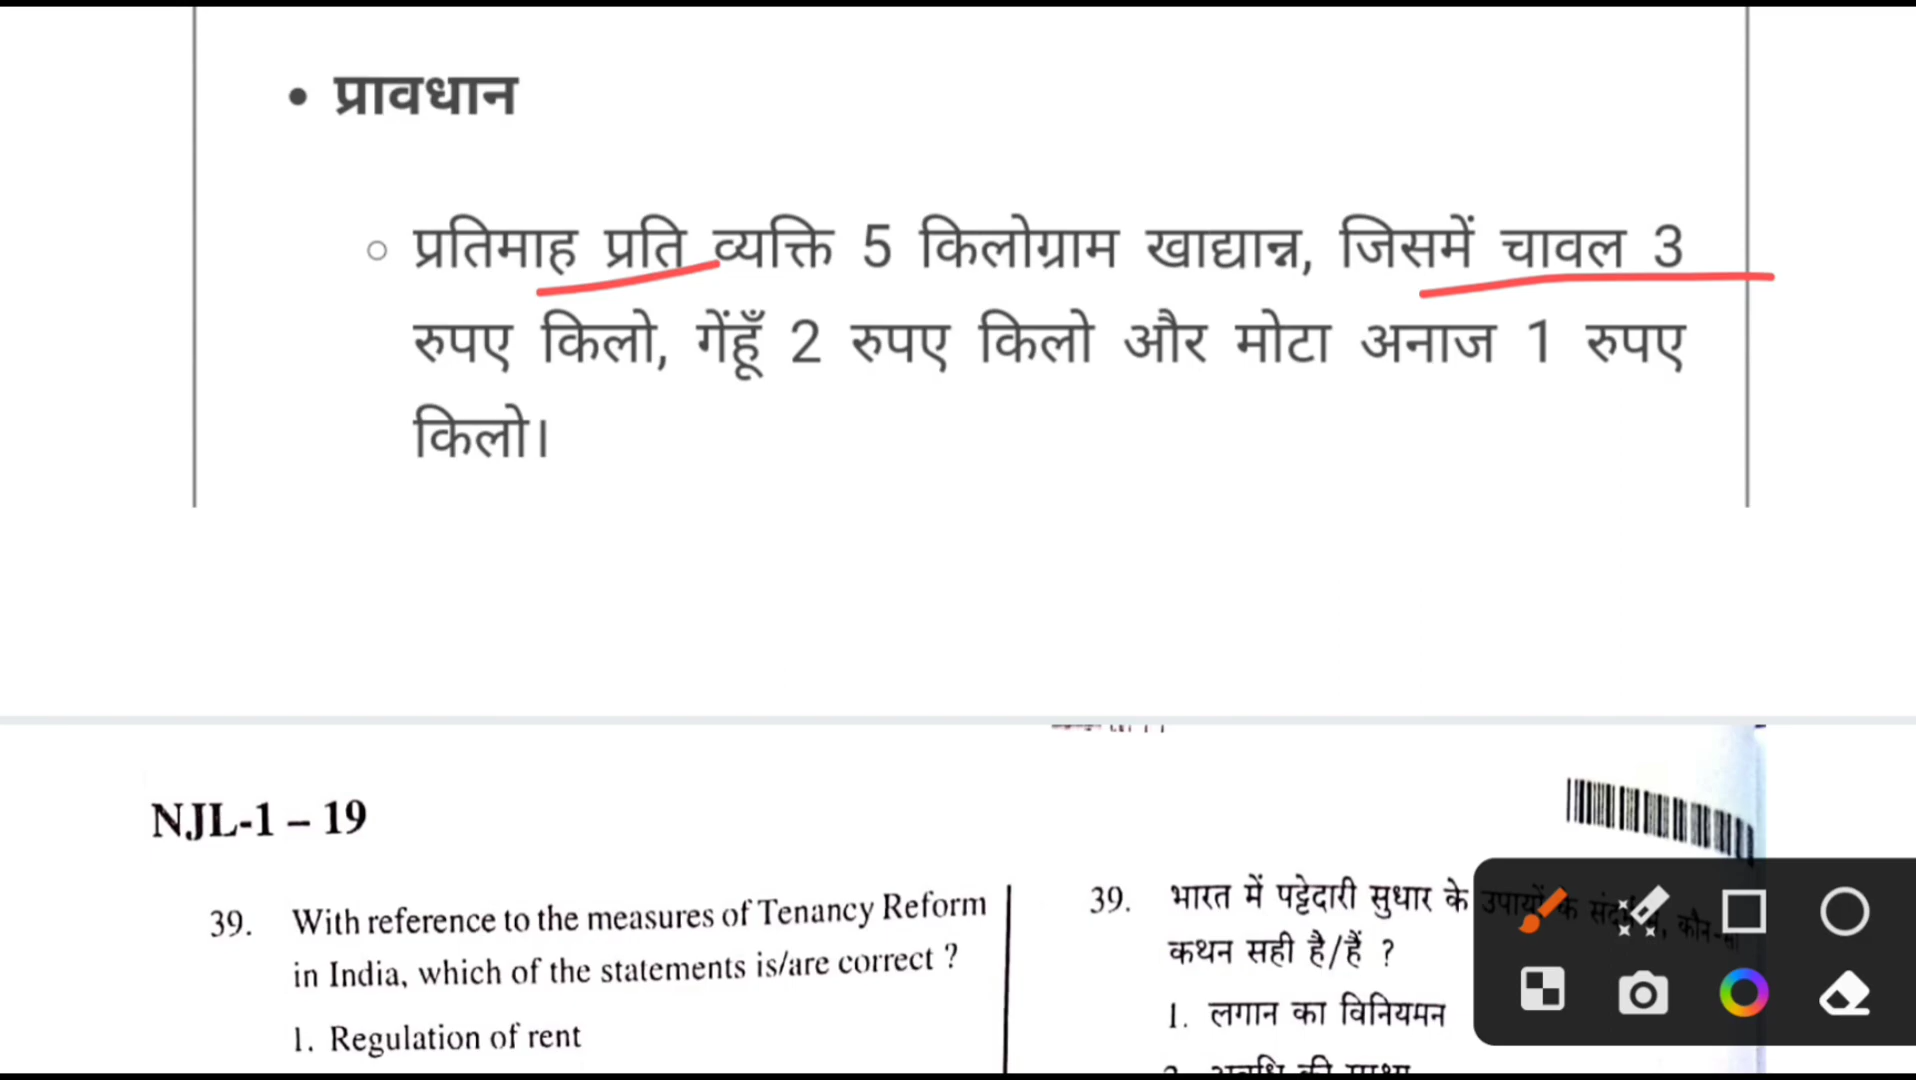 • प्रावधान
○ प्रतिमाह प्रति व्यक्ति 5 किलोग्राम खाद्यान्न, जिसमें चावल 3
रुपए किलो, गेंहूँ 2 रुपए किलो और मोटा अनाज 1 रुपए
किलो।
NJL-1 – 19
39. With reference to the measures of Tenancy Reform
in India, which of the statements is/are correct ?
1. Regulation of rent
39. भारत में पट्टेदारी सुधार के उपायों के संदर्भ में, कौन-सा
कथन सही है/हैं ?
1. लगान का विनियमन